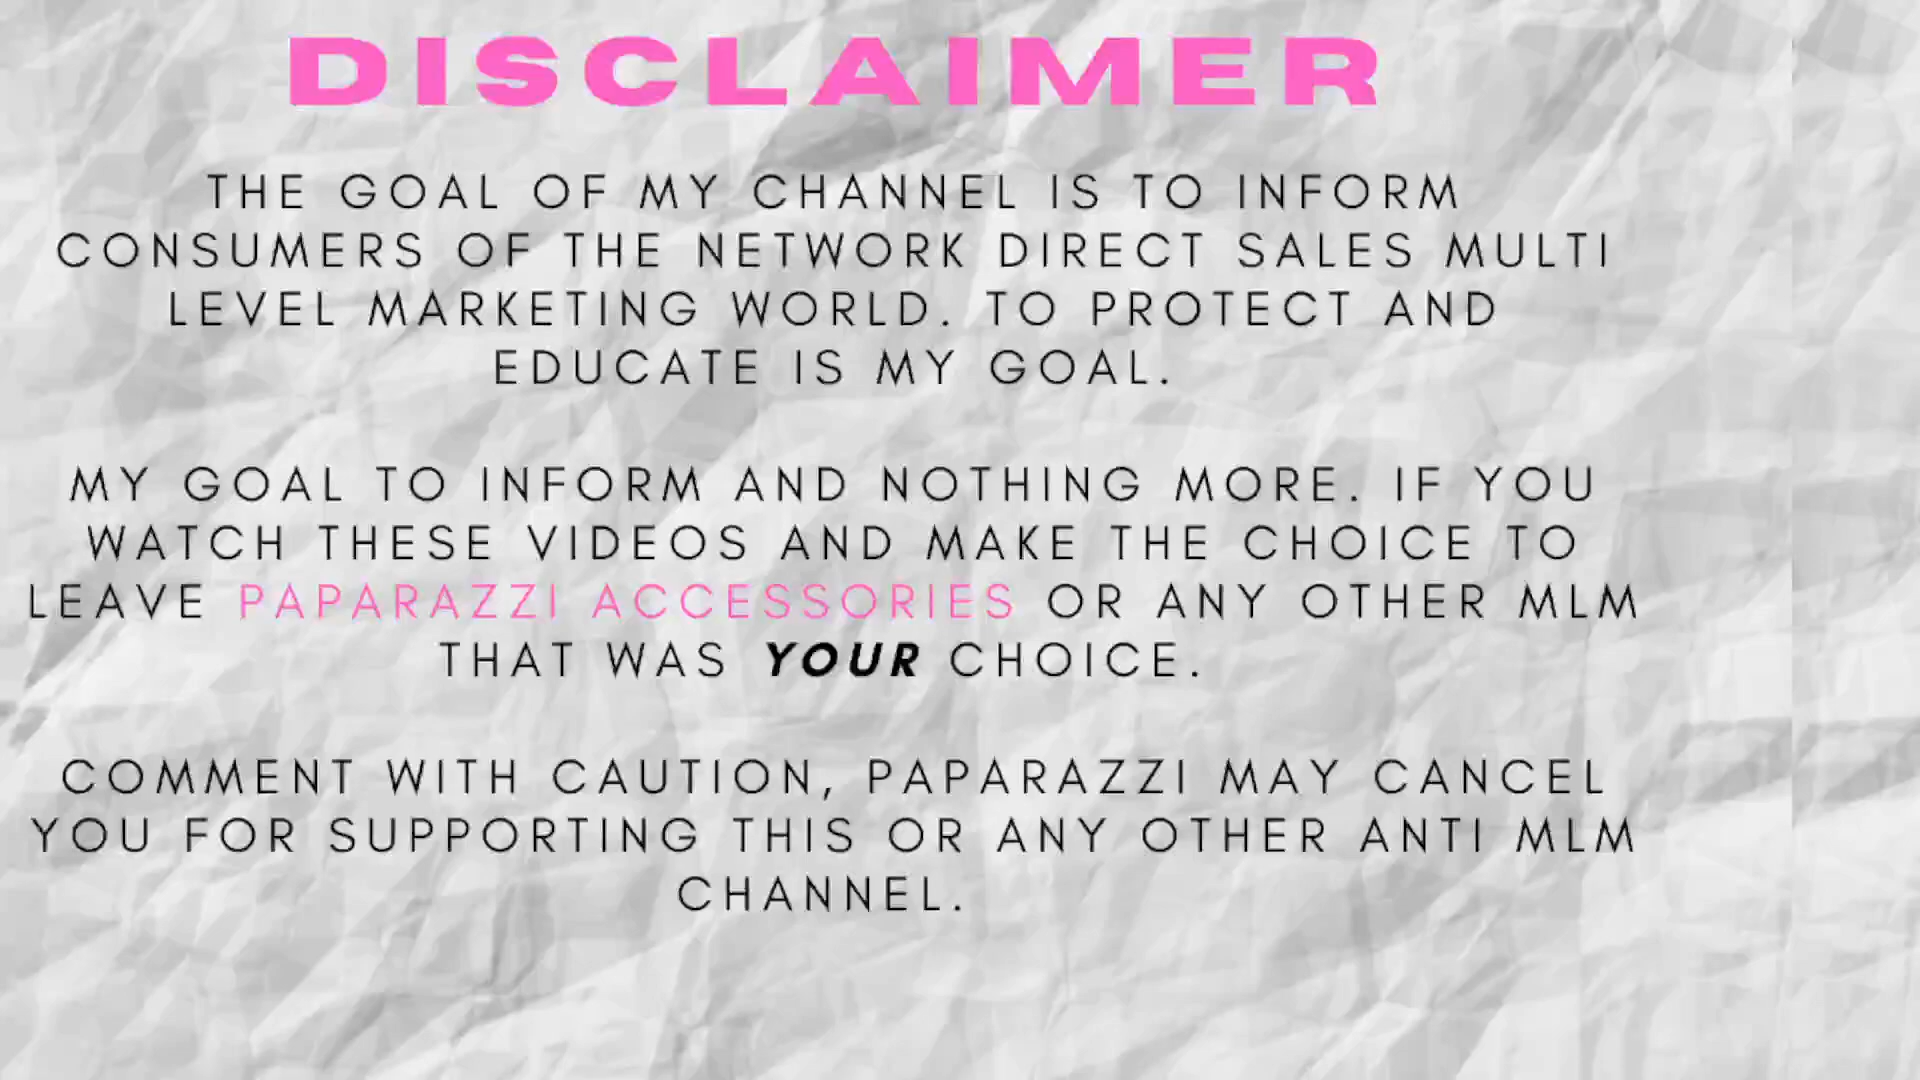 DISCLAIMER
THE GOAL OF MY CHANNEL IS TO INFORM
CONSUMERS OF THE NETWORK DIRECT SALES MULTI
LEVEL MARKETING WORLD. TO PROTECT AND
EDUCATE IS MY GOAL.
MY GOAL TO INFORM AND NOTHING MORE. IF YOU
WATCH THESE VIDEOS AND MAKE THE CHOICE TO
LEAVE PAPARAZZI ACCESSORIES OR ANY OTHER MLM
THAT WAS YOUR CHOICE.
COMMENT WITH CAUTION, PAPARAZZI MAY CANCEL
YOU FOR SUPPORTING THIS OR ANY OTHER ANTI MLM
CHANNEL.